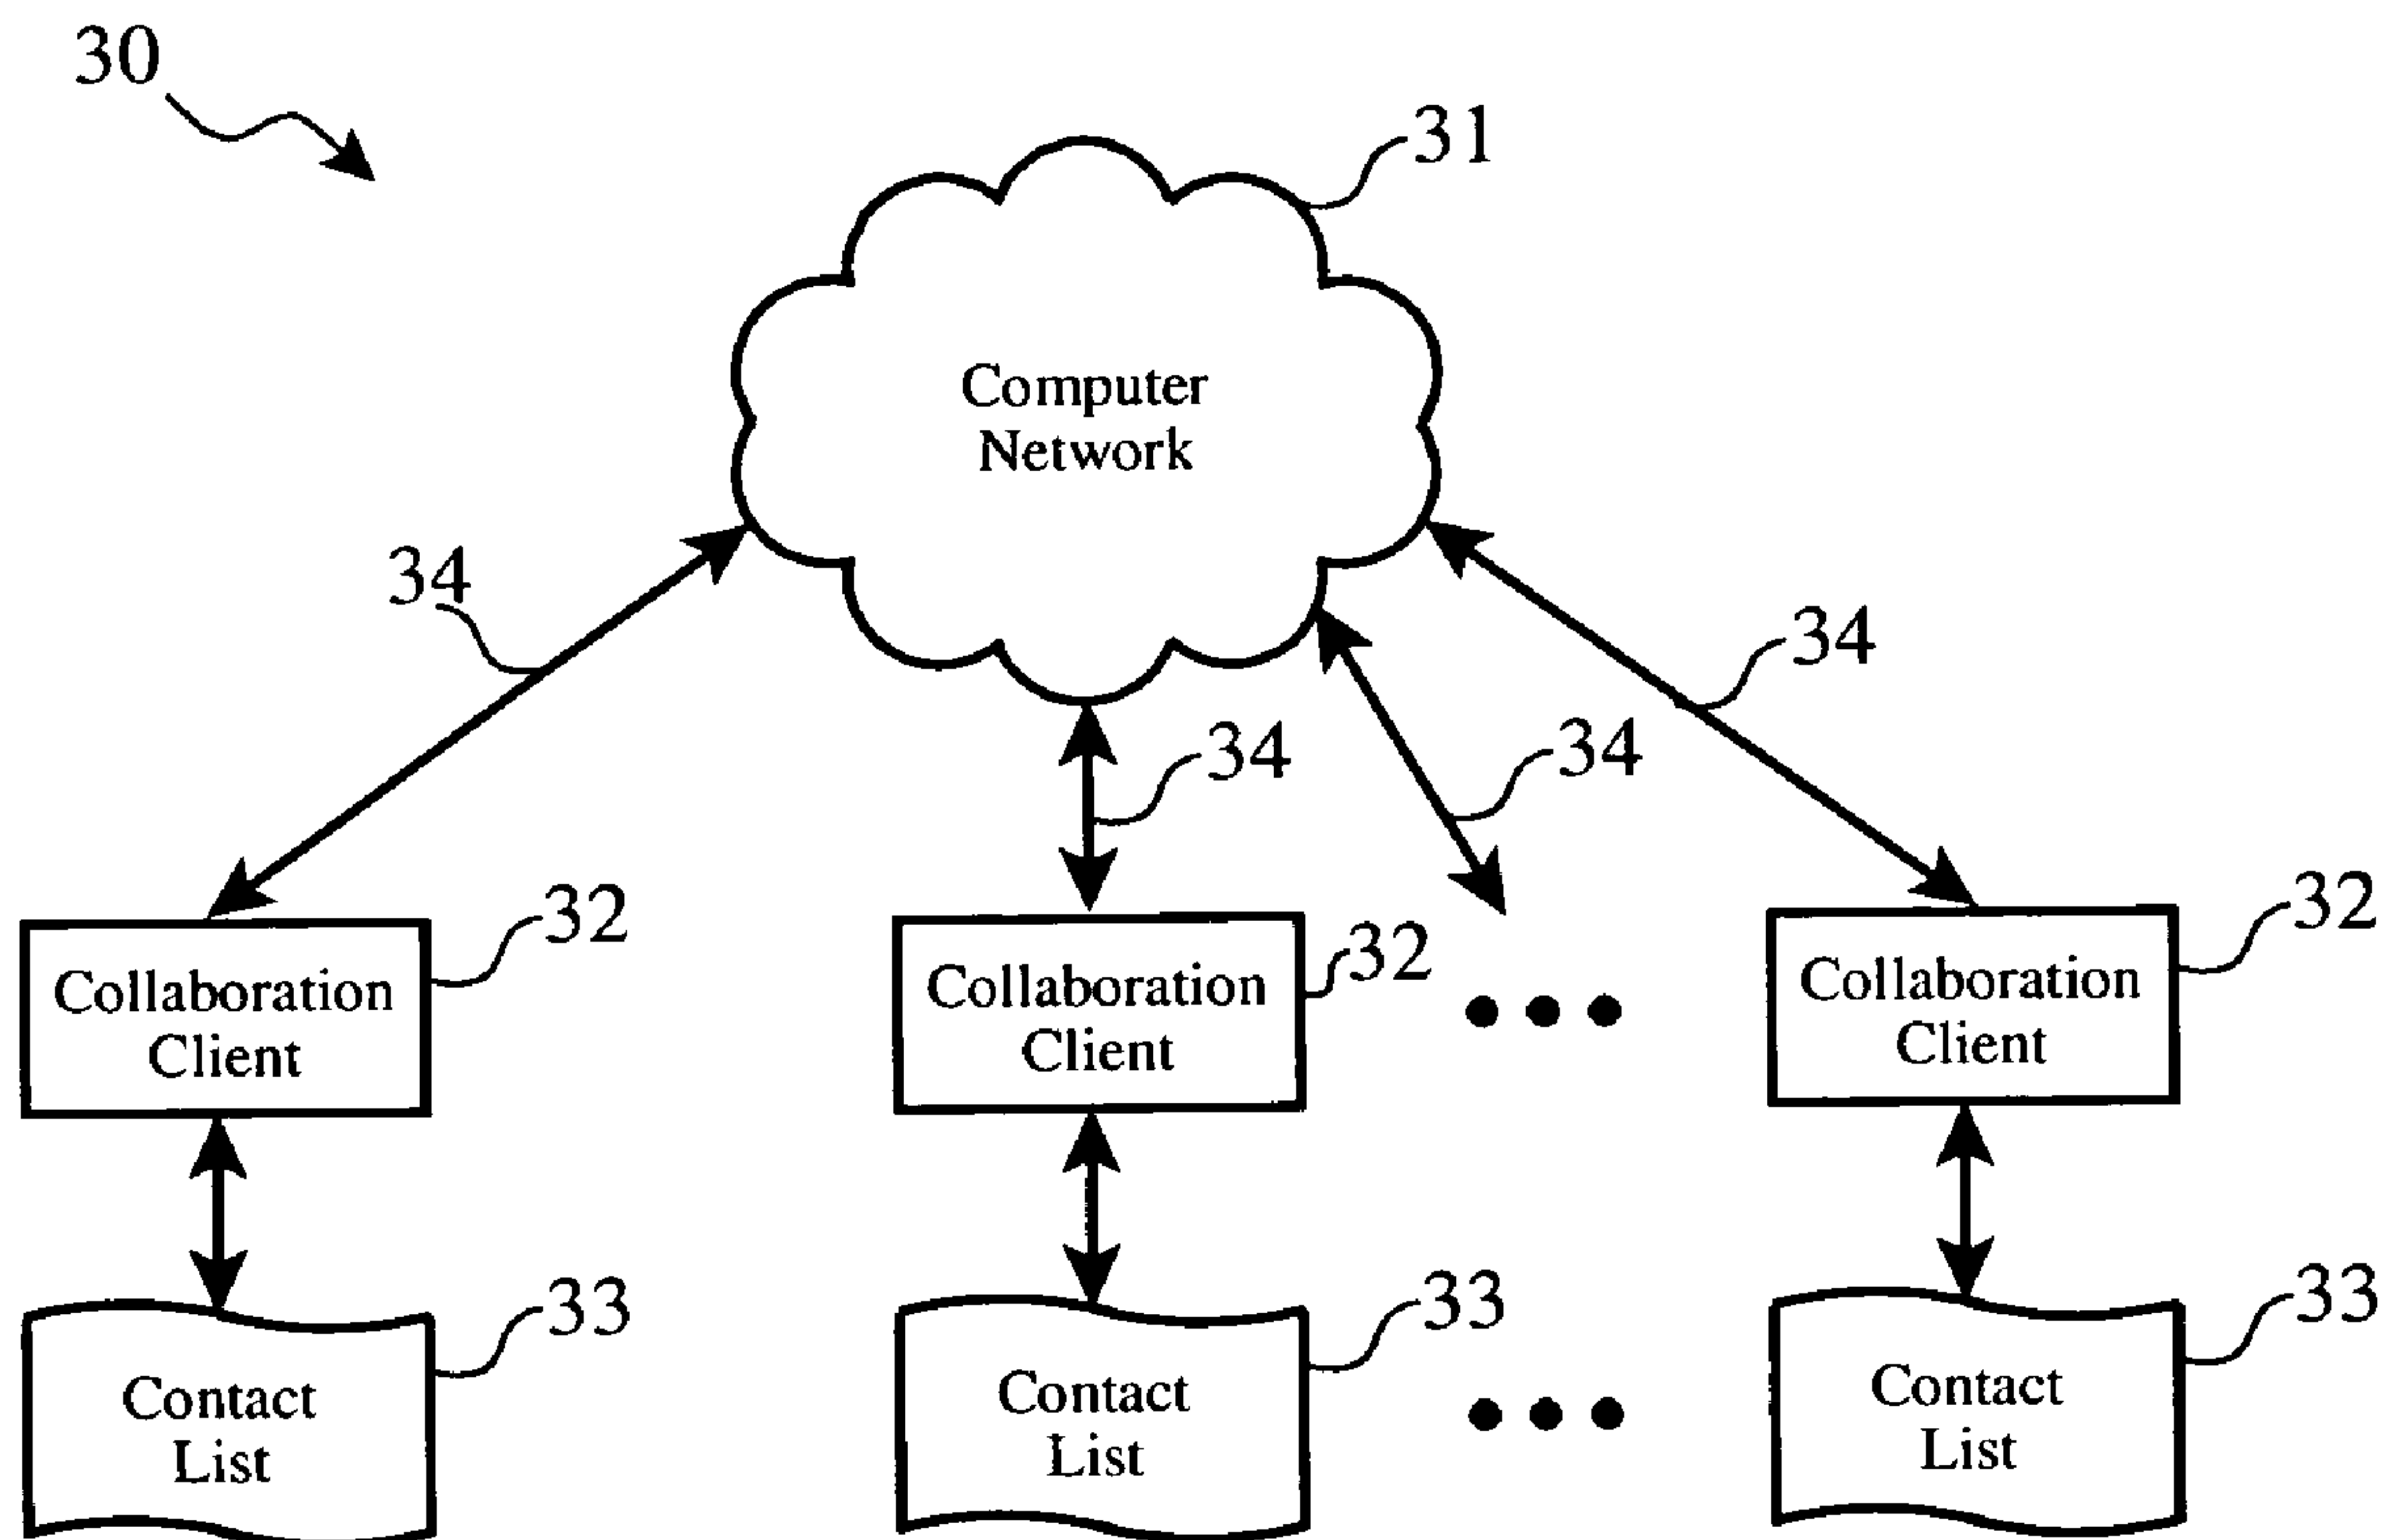 30
31
Computer
Network
34
34
34
34
32
32
32
Collaboration
Client
Collaboration
Client
Collaboration
Client
33
33
33
Contact
List
Contact
List
Contact
List